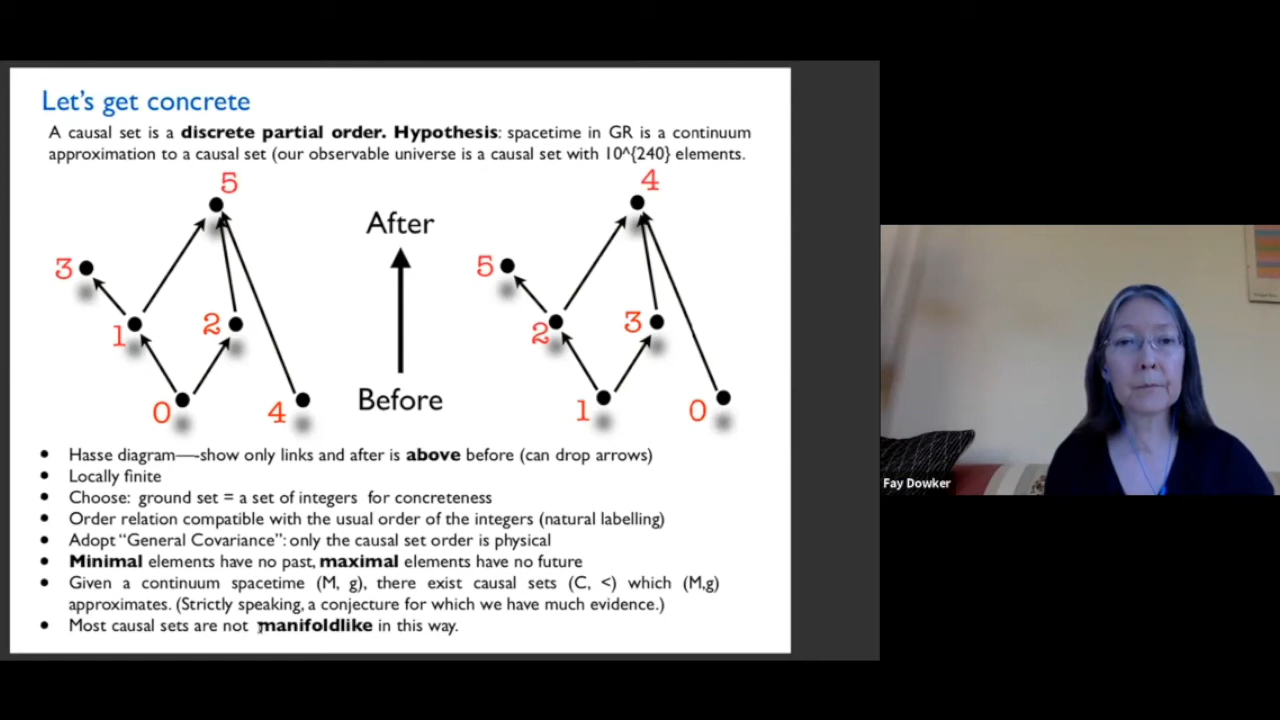 Let's get concrete
A causal set is a discrete partial order. Hypothesis: spacetime in GR is a continuum
approximation to a causal set (our observable universe is a causal set with 10^{240} elements.
5
3
1
2
0
4
After
Before
4
5
2
3
1
0
• Hasse diagram—-show only links and after is above before (can drop arrows)
• Locally finite
• Choose: ground set = a set of integers for concreteness
• Order relation compatible with the usual order of the integers (natural labelling)
• Adopt “General Covariance”: only the causal set order is physical
• Minimal elements have no past, maximal elements have no future
• Given a continuum spacetime (M, g), there exist causal sets (C, <) which (M,g)
approximates. (Strictly speaking, a conjecture for which we have much evidence.)
• Most causal sets are not manifoldlike in this way.
Fay Dowker